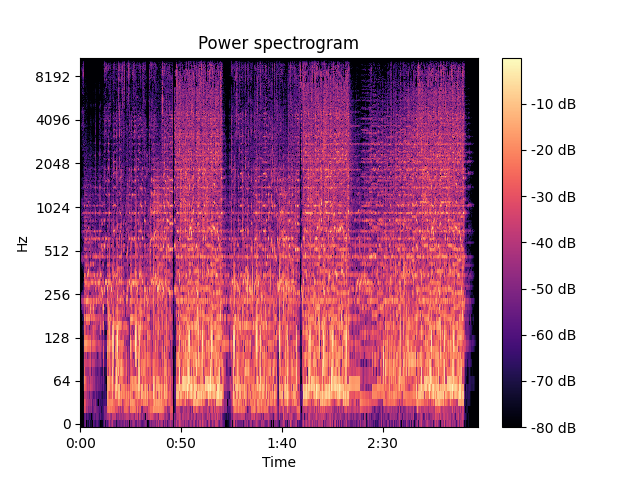 Power spectrogram
Hz
8192
4096
2048
1024
512
256
128
64
0
0:00 0:50 1:40 2:30
Time
-10 dB
-20 dB
-30 dB
-40 dB
-50 dB
-60 dB
-70 dB
-80 dB